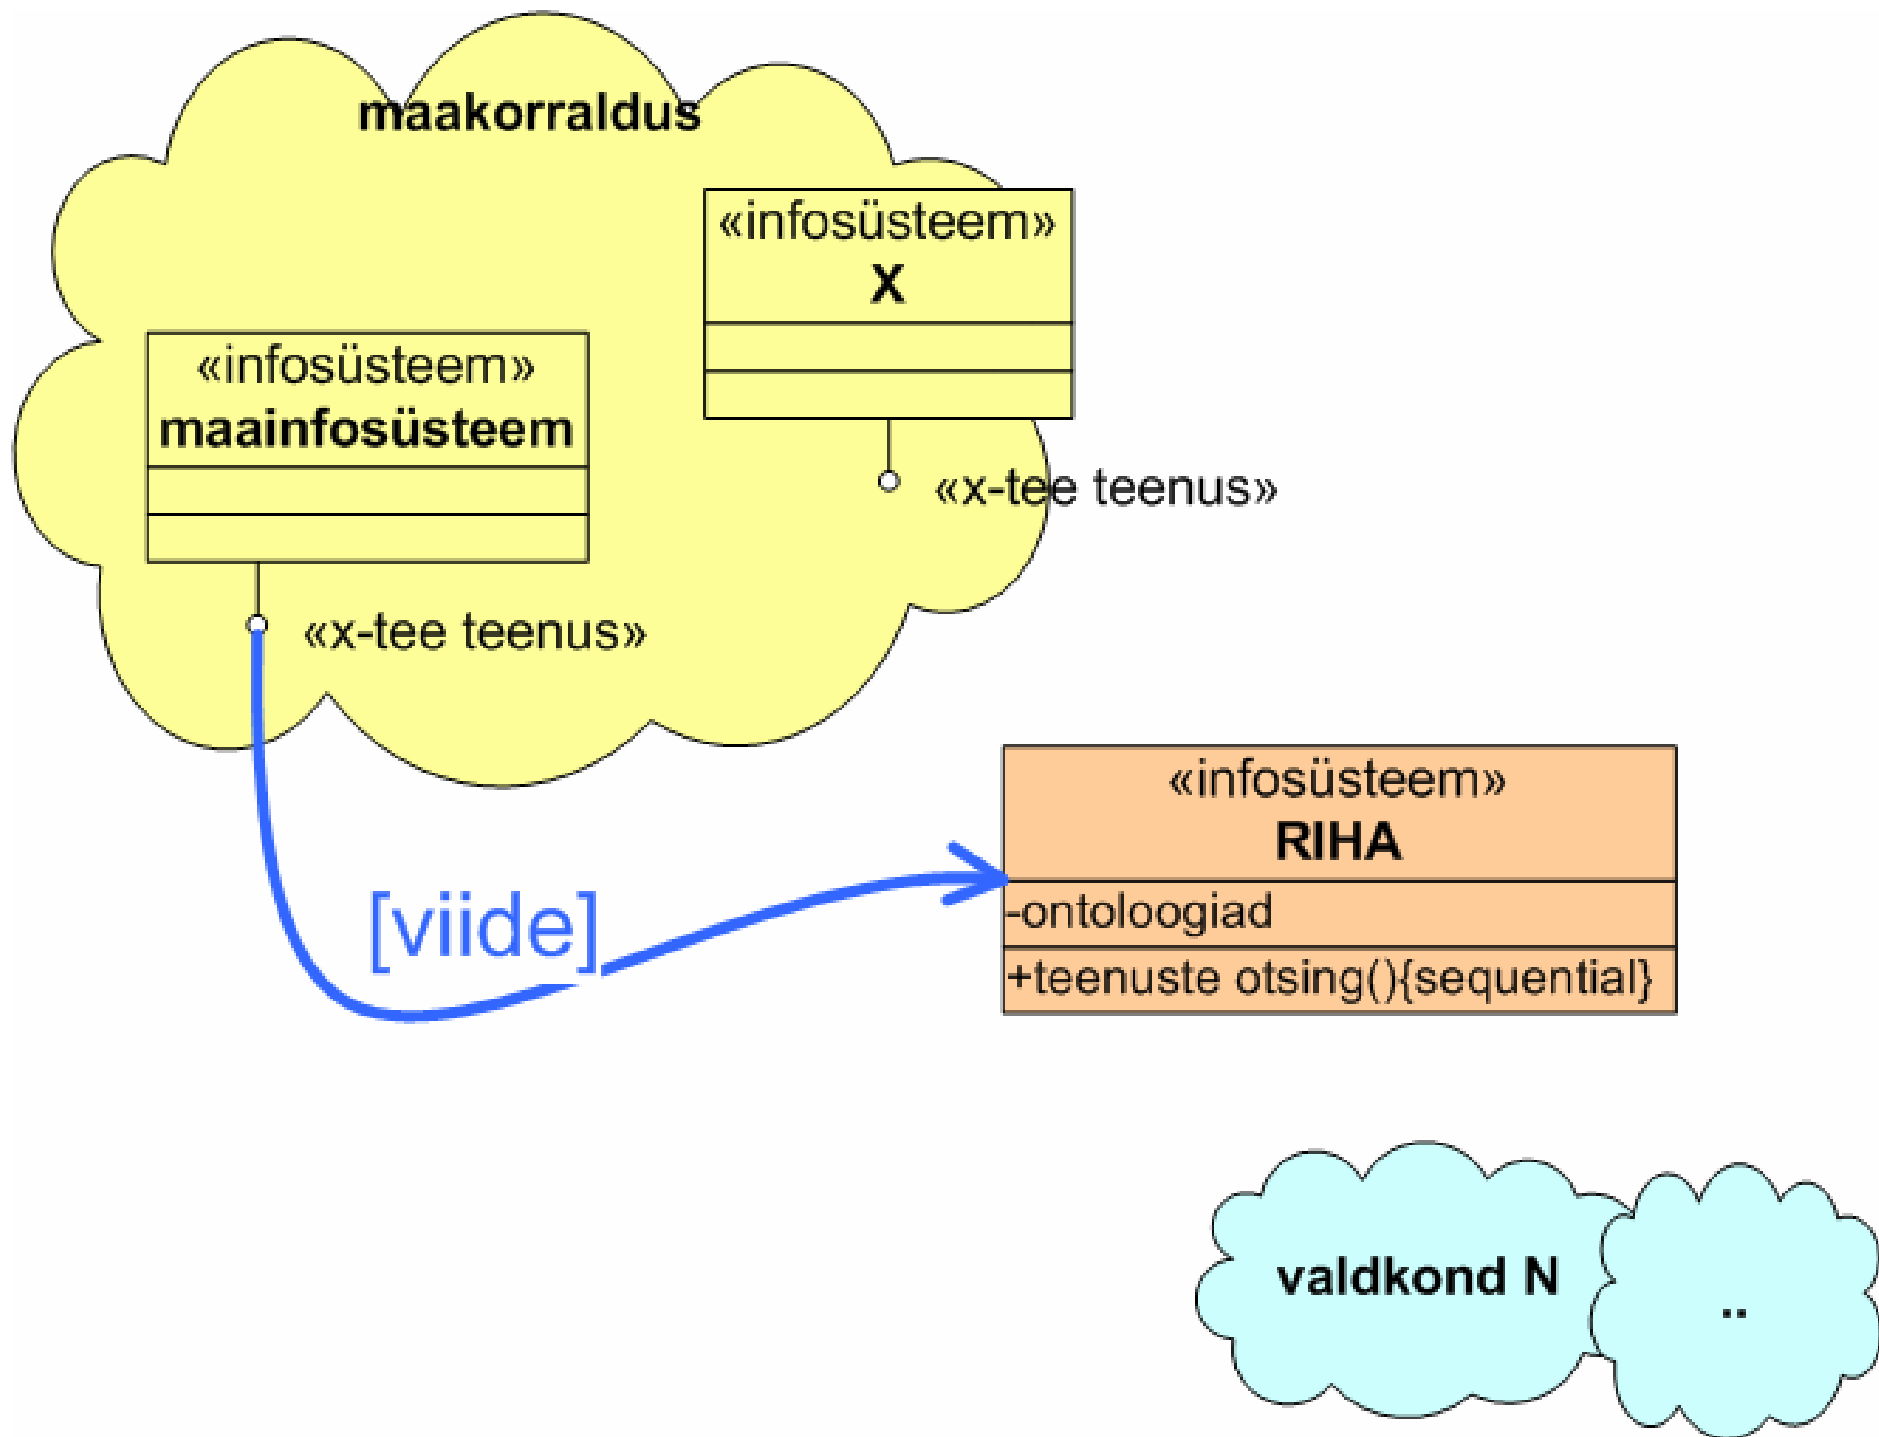 maakorraldus
«infosüsteem»
X
«infosüsteem»
maainfosüsteem
«x-tee teenus»
«x-tee teenus»
«infosüsteem»
RIHA
-ontoloogiad
+teenuste otsing(){sequential}
[viide]
valdkond N
..